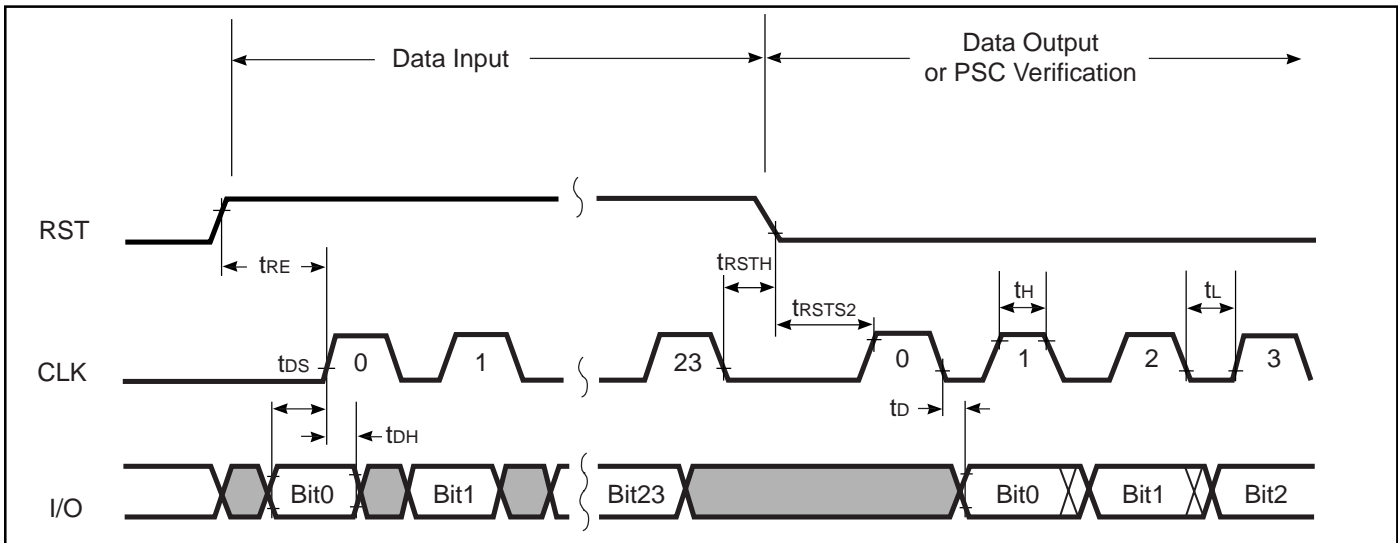 Data Input
Data Output
or PSC Verification
RST
tRE
tRSTH
tRSTS2
tH
tL
CLK
tDS
0
1
23
0
1
2
3
tDH
tD
I/O
Bit0
Bit1
Bit23
Bit0
Bit1
Bit2